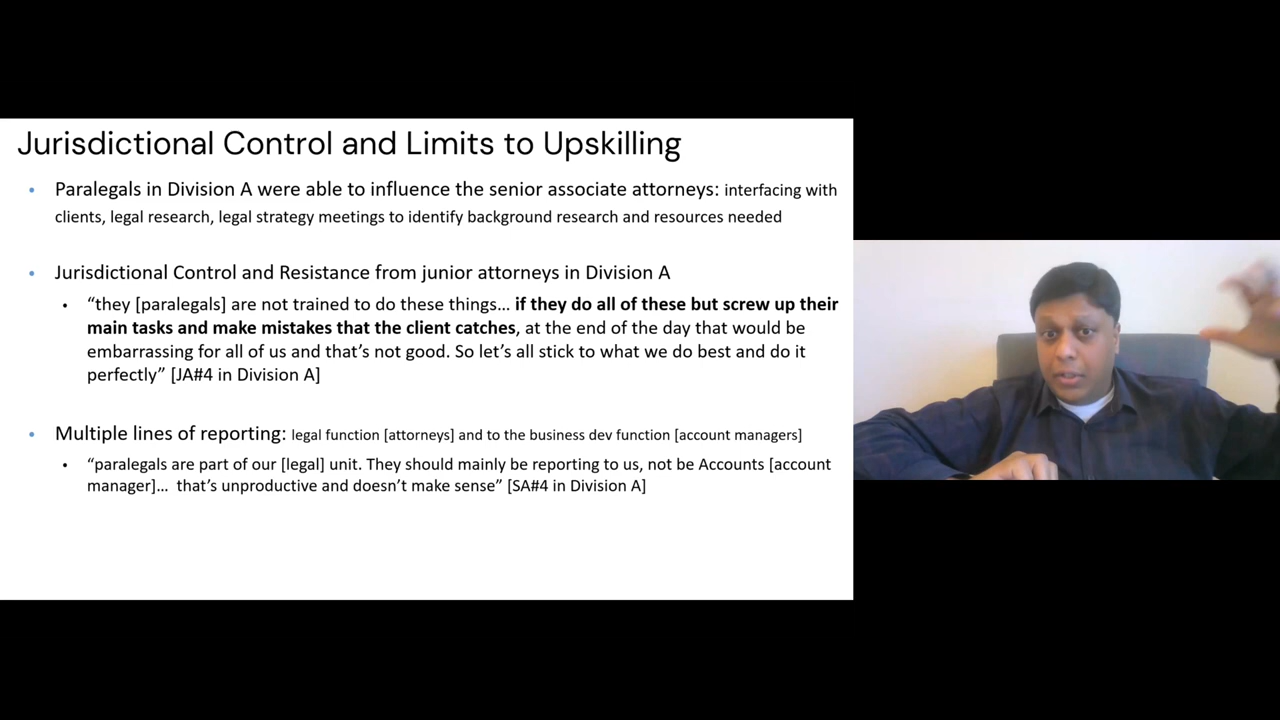 Jurisdictional Control and Limits to Upskilling
• Paralegals in Division A were able to influence the senior associate attorneys: interfacing with
clients, legal research, legal strategy meetings to identify background research and resources needed
• Jurisdictional Control and Resistance from junior attorneys in Division A
• “they [paralegals] are not trained to do these things… if they do all of these but screw up their
main tasks and make mistakes that the client catches, at the end of the day that would be
embarrassing for all of us and that’s not good. So let’s all stick to what we do best and do it
perfectly” [JA#4 in Division A]
• Multiple lines of reporting: legal function [attorneys] and to the business dev function [account managers]
• “paralegals are part of our [legal] unit. They should mainly be reporting to us, not be Accounts [account
manager]… that’s unproductive and doesn’t make sense” [SA#4 in Division A]